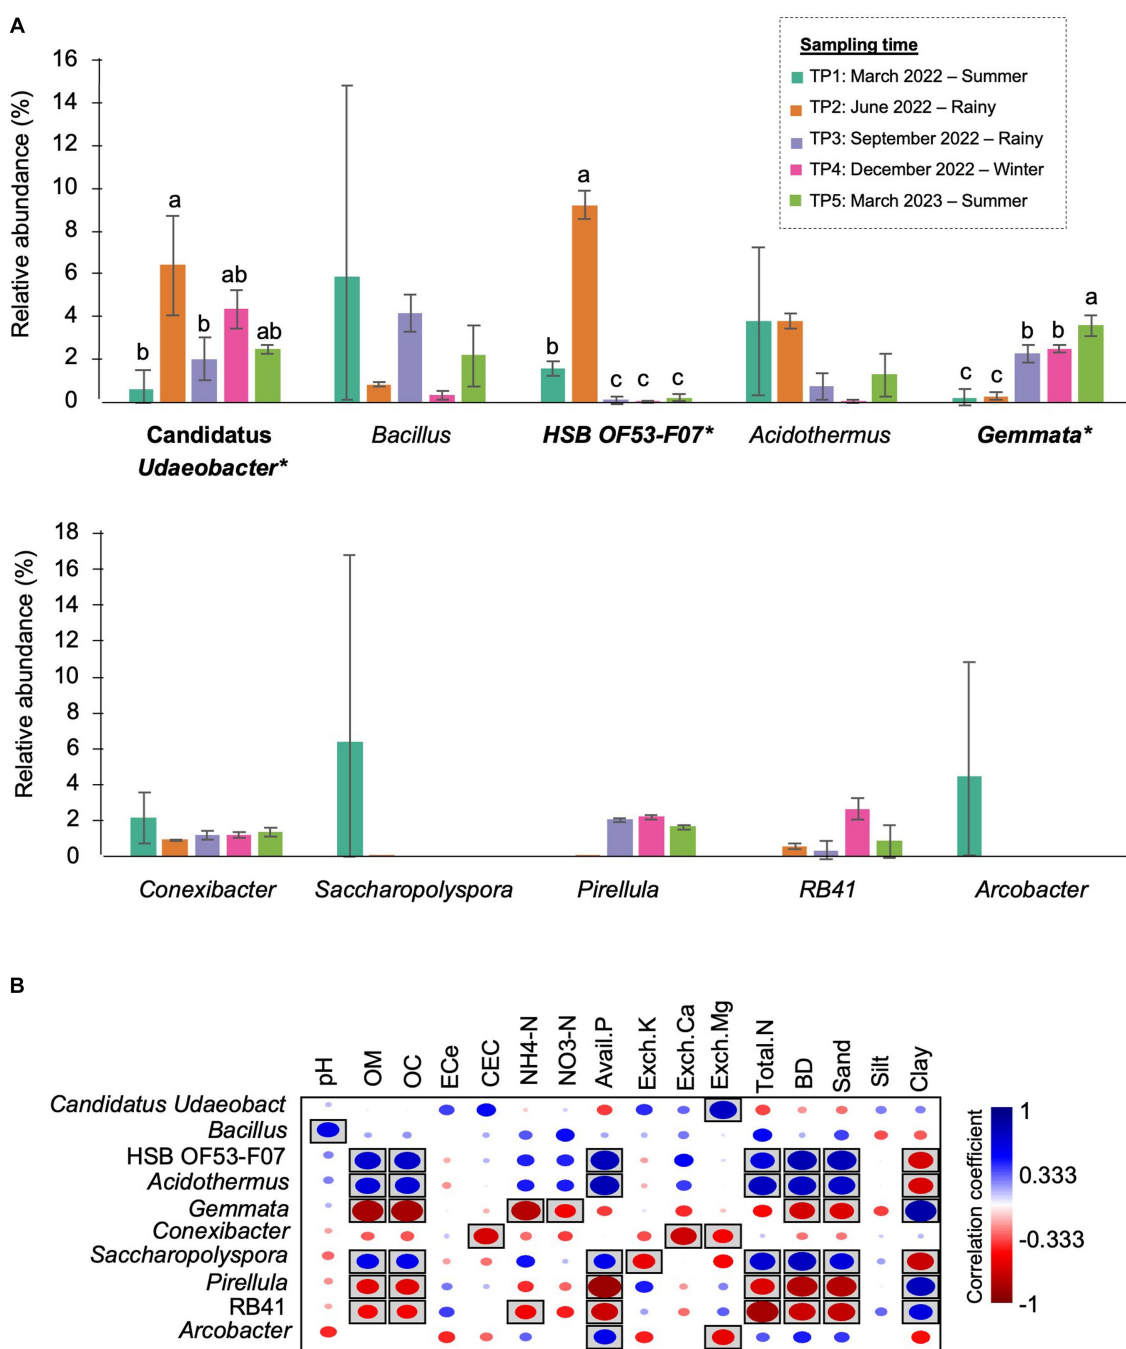 A
Sampling time
TP1: March 2022 – Summer
TP2: June 2022 – Rainy
TP3: September 2022 – Rainy
TP4: December 2022 – Winter
TP5: March 2023 – Summer
Relative abundance (%)
16
14
12
10
8
6
4
2
0
b
a
b
ab
ab
b
a
c
c
c
c
c
b
b
a
Candidatus
Udaeobacter*
Bacillus
HSB OF53-F07*
Acidothermus
Gemmata*
Relative abundance (%)
18
16
14
12
10
8
6
4
2
0
Conexibacter
Saccharopolyspora
Pirellula
RB41
Arcobacter
B
pH
OM
OC
ECe
CEC
NH4-N
NO3-N
Avail.P
Exch.K
Exch.Ca
Exch.Mg
Total.N
BD
Sand
Silt
Clay
Candidatus Udaeobact
Bacillus
HSB OF53-F07
Acidothermus
Gemmata
Conexibacter
Saccharopolyspora
Pirellula
RB41
Arcobacter
Correlation coefficient
1
0.333
-0.333
-1